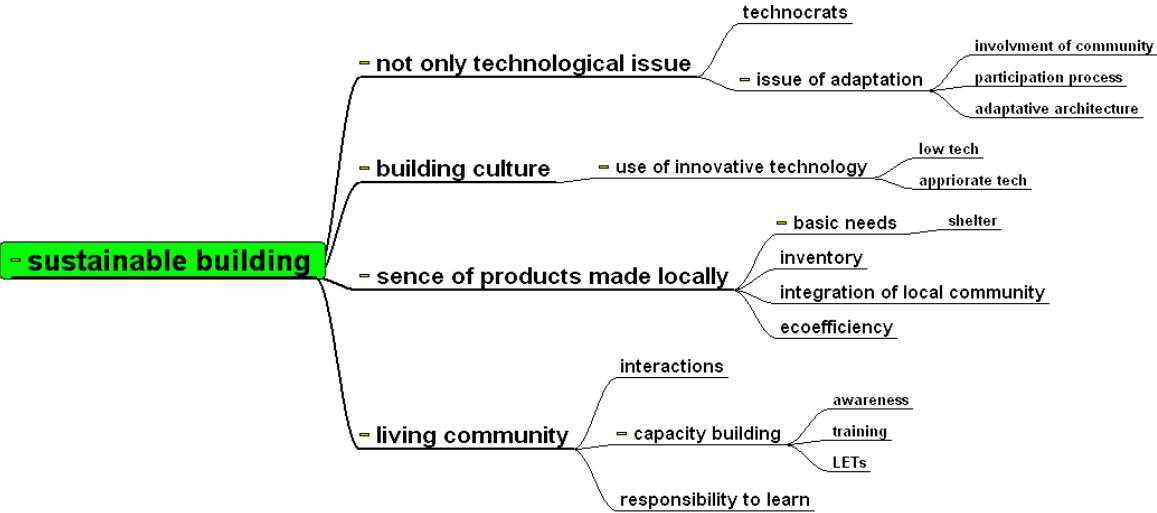 sustainable building
not only technological issue
technocrats
issue of adaptation
involvment of community
participation process
adaptative architecture
building culture
use of innovative technology
low tech
appriorate tech
sence of products made locally
basic needs
shelter
inventory
integration of local community
ecoefficiency
living community
interactions
capacity building
awareness
training
LETs
responsibility to learn